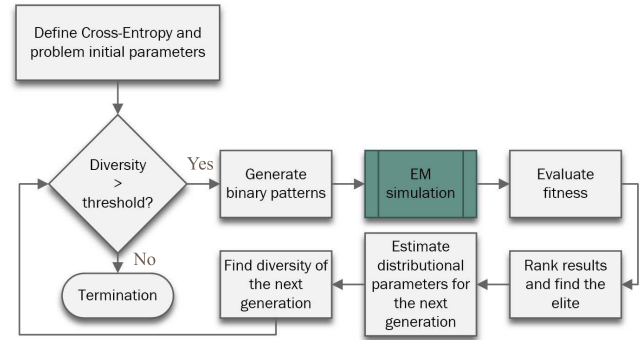 Define Cross-Entropy and
problem initial parameters
Diversity
>
threshold?
Yes
No
Termination
Generate
binary patterns
EM
simulation
Evaluate
fitness
Rank results
and find the
elite
Estimate
distributional
parameters for
the next
generation
Find diversity of
the next
generation